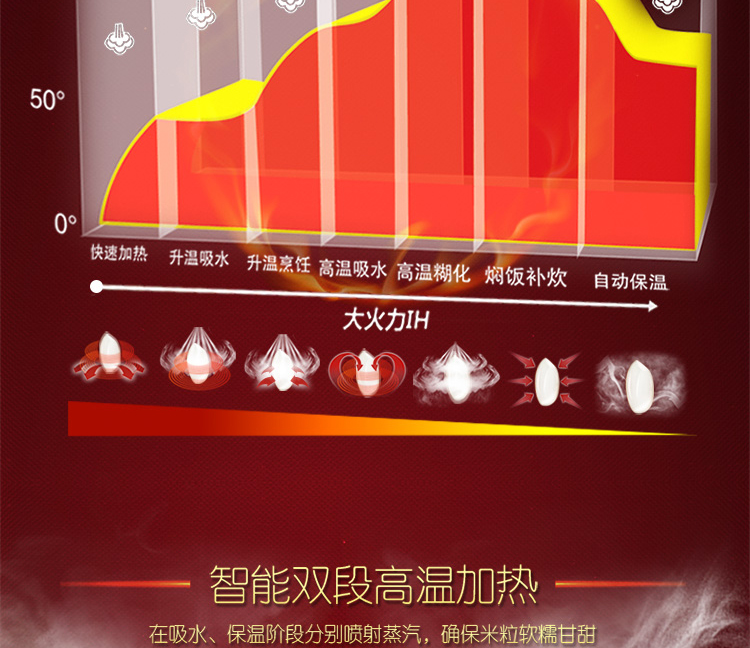 50°
0°
快速加热 升温吸水 升温烹饪 高温吸水 高温糊化 焖饭补炊 自动保温
大火力IH
智能双段高温加热
在吸水、保温阶段分别喷射蒸汽，确保米粒软糯甘甜